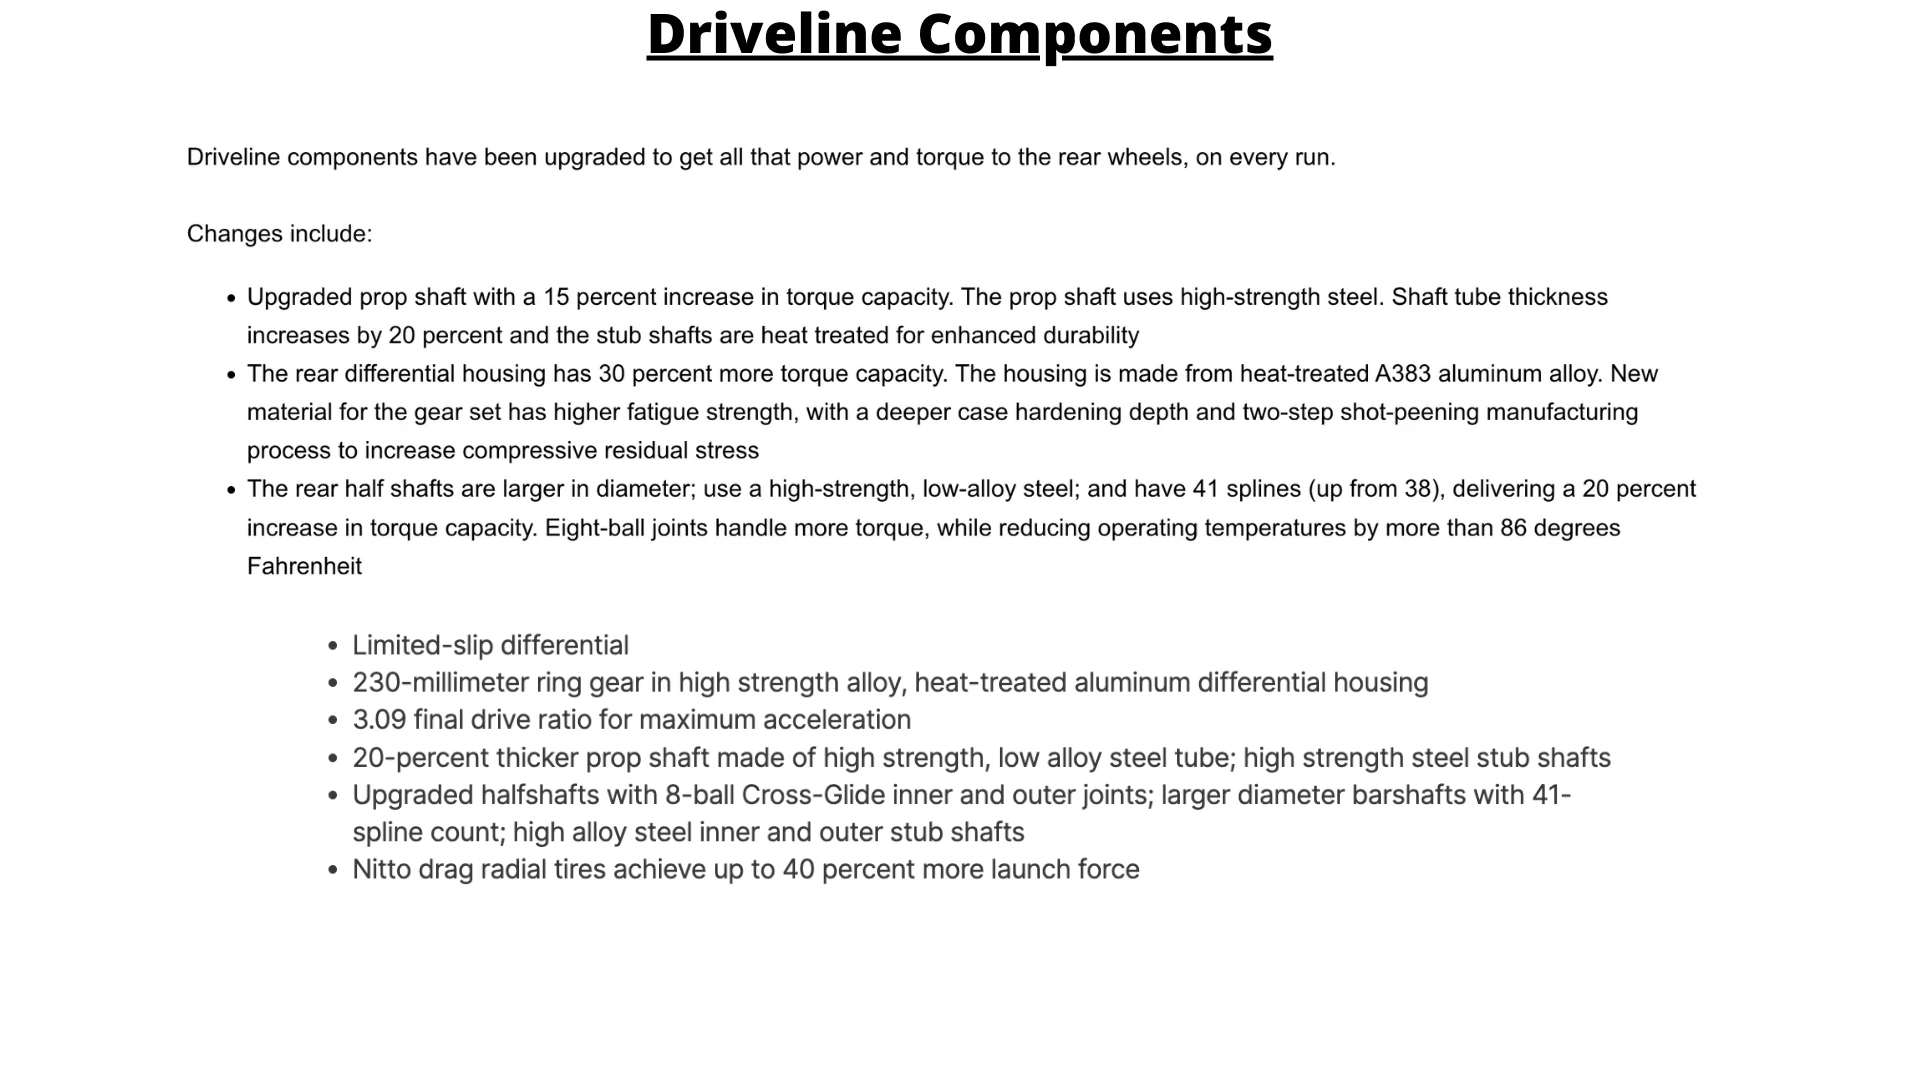 Driveline Components
Driveline components have been upgraded to get all that power and torque to the rear wheels, on every run.
Changes include:
• Upgraded prop shaft with a 15 percent increase in torque capacity. The prop shaft uses high-strength steel. Shaft tube thickness
increases by 20 percent and the stub shafts are heat treated for enhanced durability
• The rear differential housing has 30 percent more torque capacity. The housing is made from heat-treated A383 aluminum alloy. New
material for the gear set has higher fatigue strength, with a deeper case hardening depth and two-step shot-peening manufacturing
process to increase compressive residual stress
• The rear half shafts are larger in diameter; use a high-strength, low-alloy steel; and have 41 splines (up from 38), delivering a 20 percent
increase in torque capacity. Eight-ball joints handle more torque, while reducing operating temperatures by more than 86 degrees
Fahrenheit
• Limited-slip differential
• 230-millimeter ring gear in high strength alloy, heat-treated aluminum differential housing
• 3.09 final drive ratio for maximum acceleration
• 20-percent thicker prop shaft made of high strength, low alloy steel tube; high strength steel stub shafts
• Upgraded halfshafts with 8-ball Cross-Glide inner and outer joints; larger diameter barshafts with 41-
spline count; high alloy steel inner and outer stub shafts
• Nitto drag radial tires achieve up to 40 percent more launch force